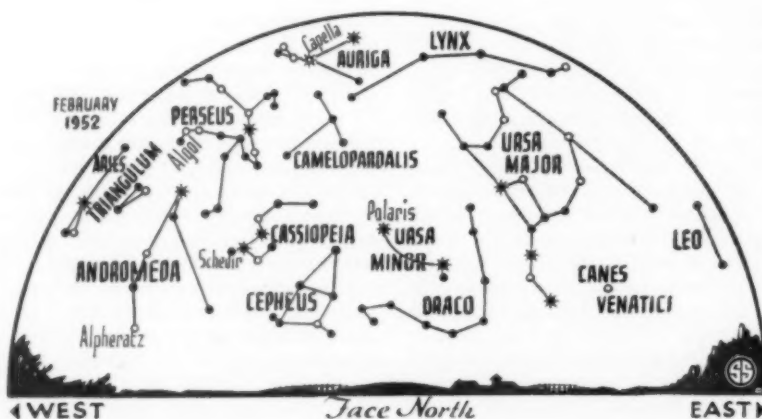 Capella
AURIGA
LYNX
FEBRUARY
1952
PERSEUS
Algol
ARIES
TRIANGULUM
CAMELOPARDALIS
URSA
MAJOR
CASSIOPEIA
Schedir
Polaris
URSA
MINOR
LEO
ANDROMEDA
CEPHEUS
DRACO
CANES
VENATICI
Alpheratz
SS
WEST
Face North
EAST